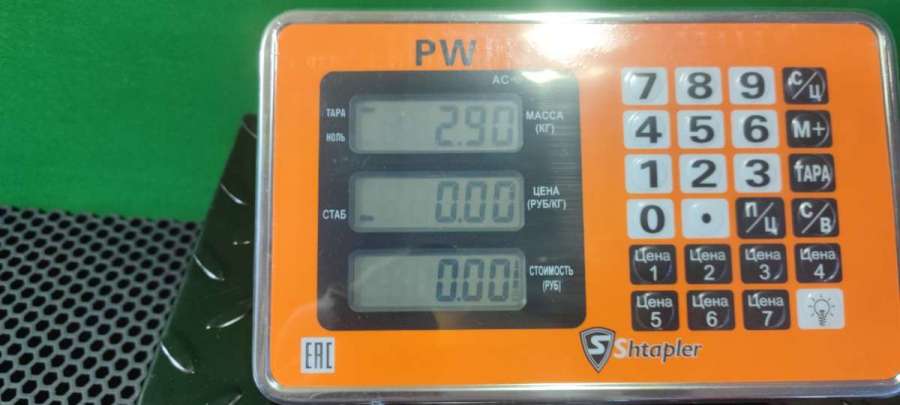 PW
AC
ТАРА
НОЛЬ
2.90
МАССА
(КГ)
СТАБ
0.00
ЦЕНА
(РУБ/КГ)
0.00
СТОИМОСТЬ
(РУБ)
7 8 9 С/Ц
4 5 6 М+
1 2 3 ТАРА
0 . П/Ц С/В
Цена 1 Цена 2 Цена 3 Цена 4
Цена 5 Цена 6 Цена 7
EAC
Shtapler